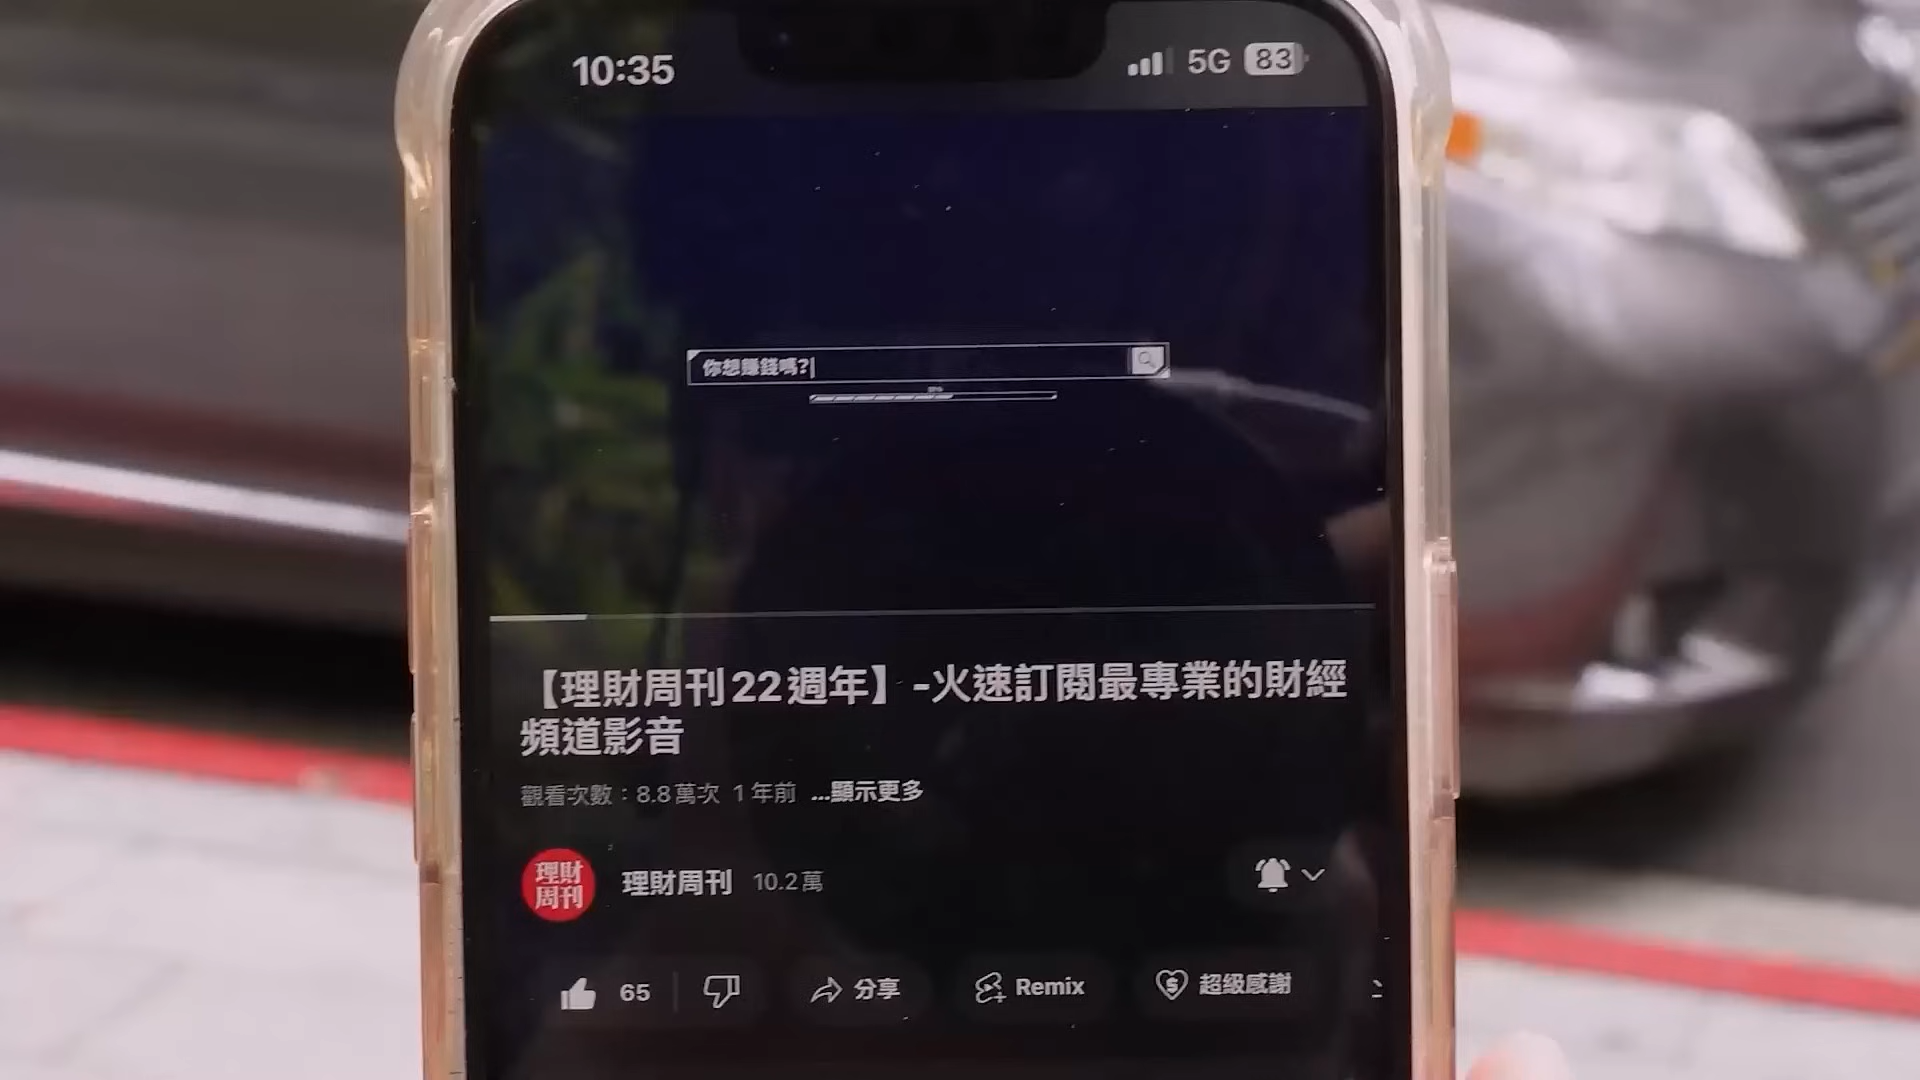 10:35
5G 83
你想賺錢嗎?
【理財周刊22週年】-火速訂閱最專業的財經
頻道影音
觀看次數：8.8萬次 1年前 ...顯示更多
理財
周刊
理財周刊 10.2萬
65 分享 Remix 超級感謝